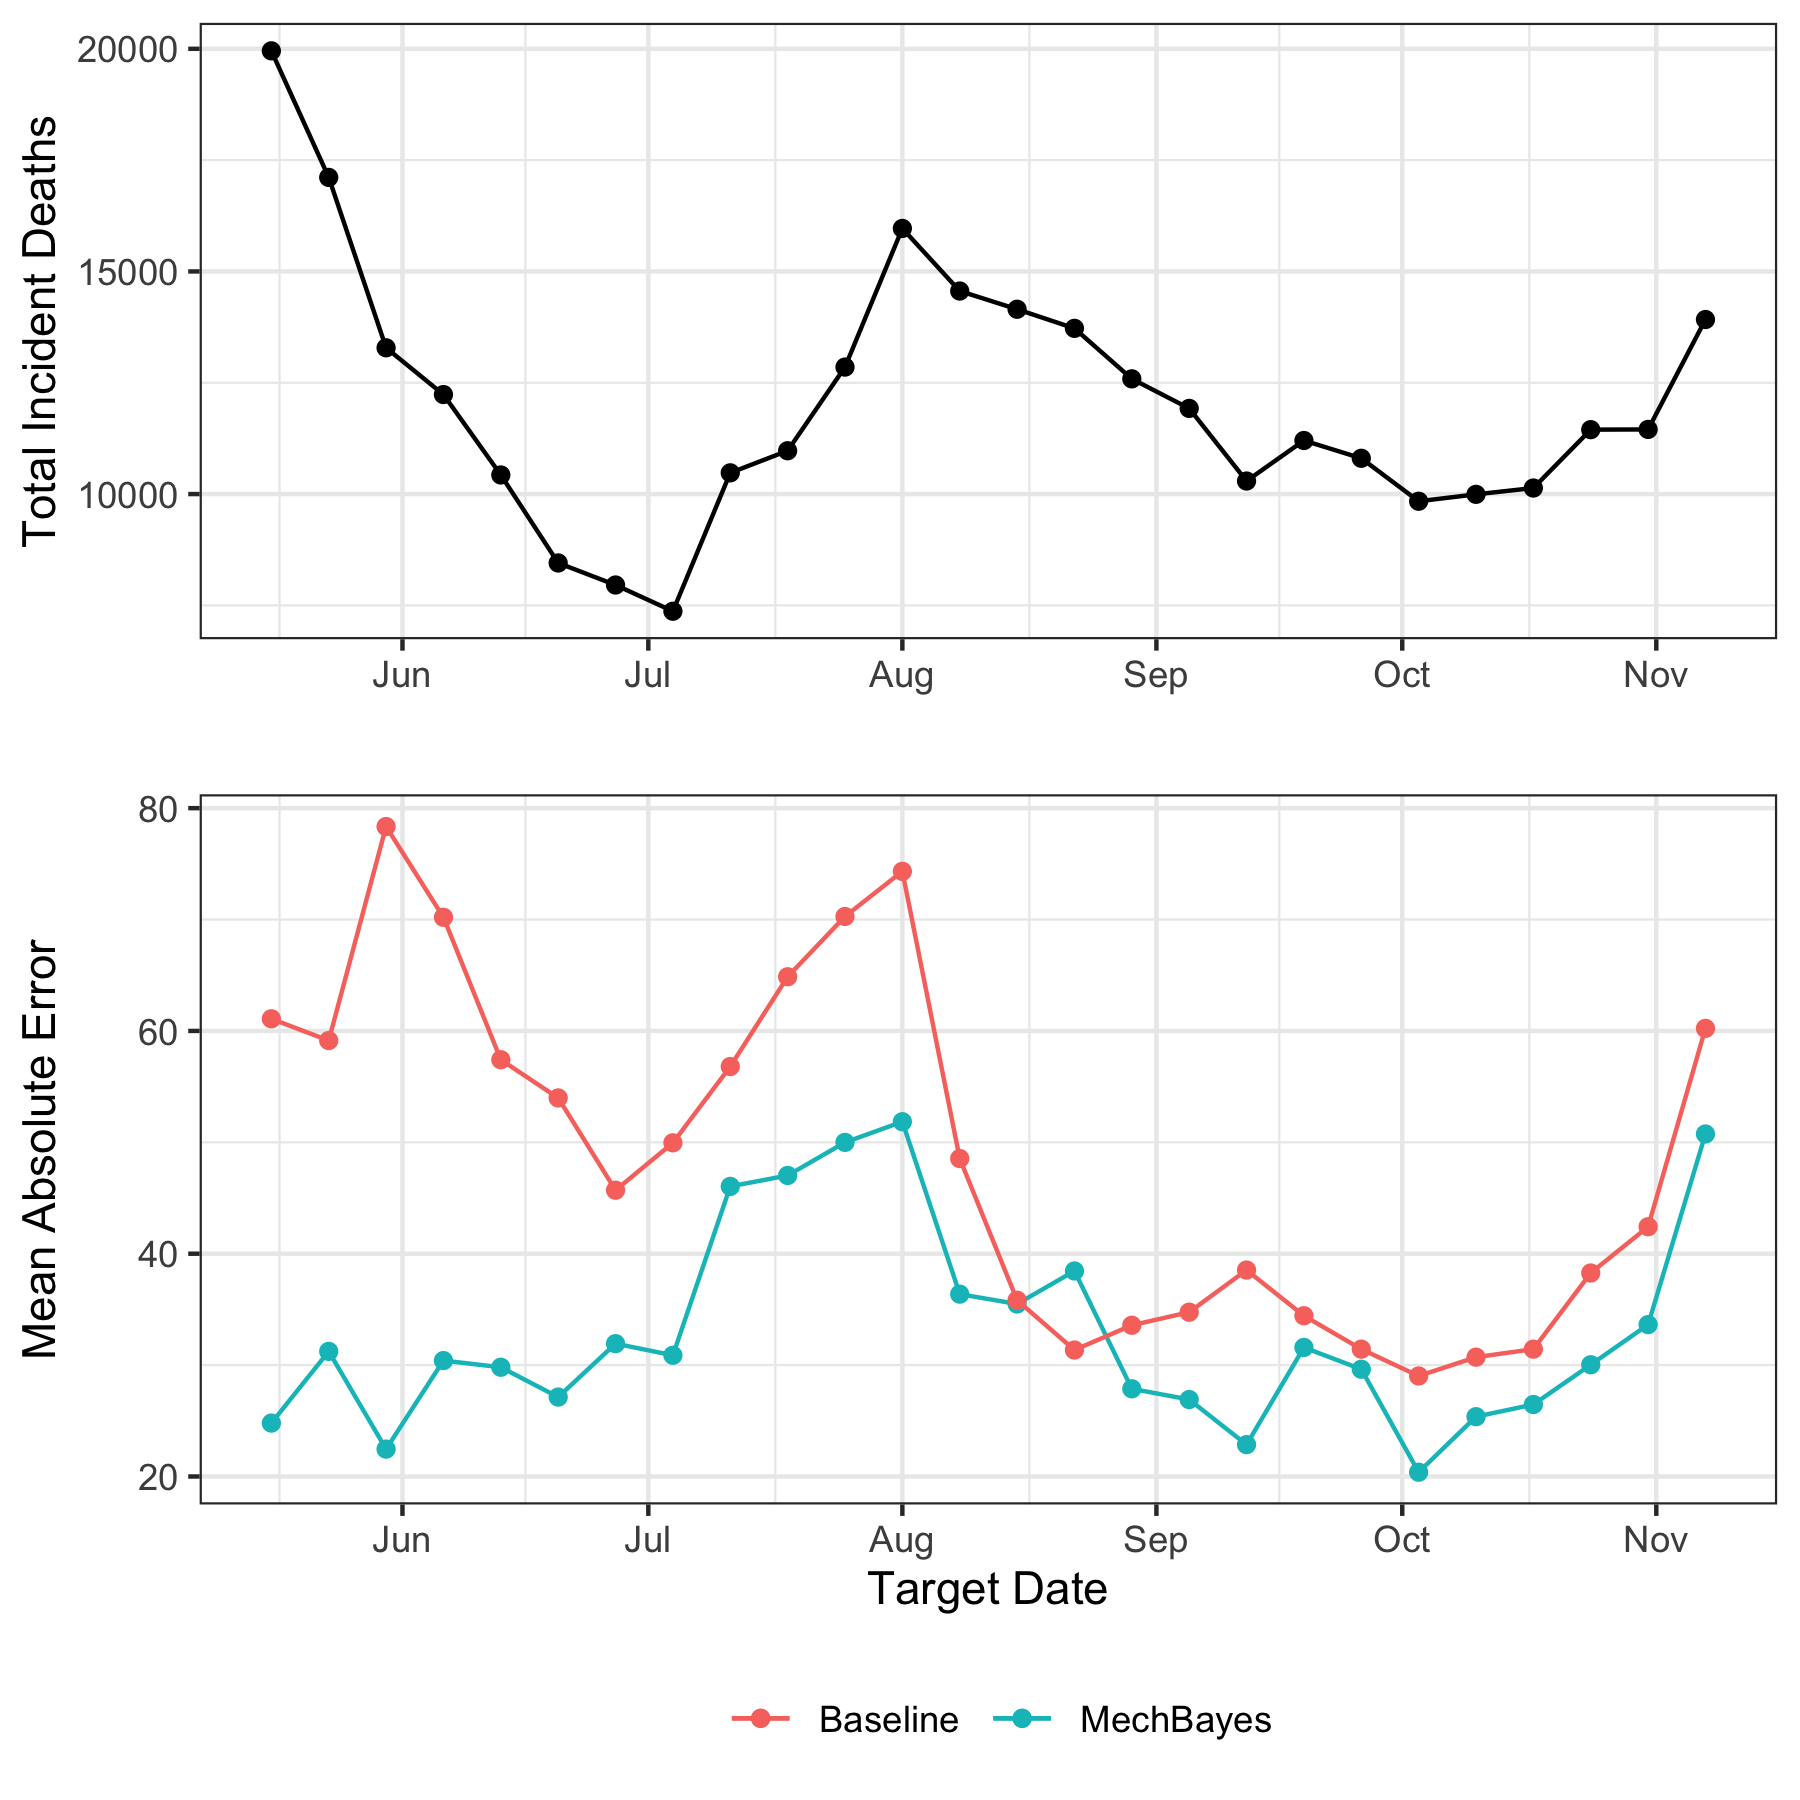 Total Incident Deaths
20000
15000
10000
Jun Jul Aug Sep Oct Nov
Mean Absolute Error
80
60
40
20
Jun Jul Aug Sep Oct Nov
Target Date
Baseline MechBayes